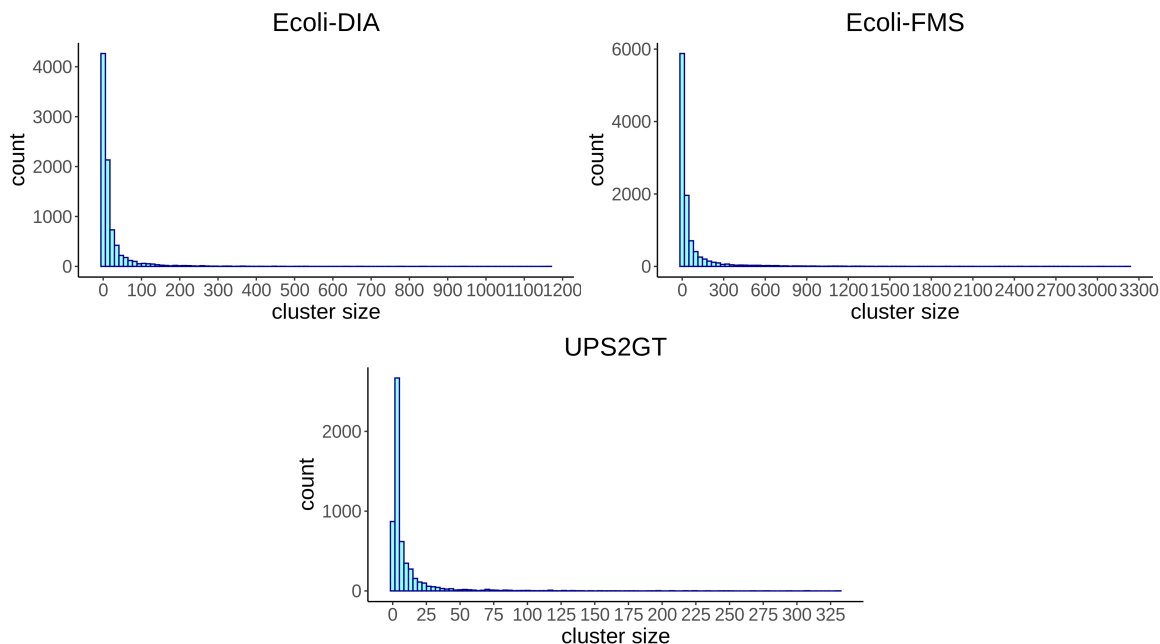 Ecoli-DIA
count
4000
3000
2000
1000
0
0 100 200 300 400 500 600 700 800 900 1000 1100 1200
cluster size
Ecoli-FMS
count
6000
4000
2000
0
0 300 600 900 1200 1500 1800 2100 2400 2700 3000 3300
cluster size
UPS2GT
count
2000
1000
0
0 25 50 75 100 125 150 175 200 225 250 275 300 325
cluster size